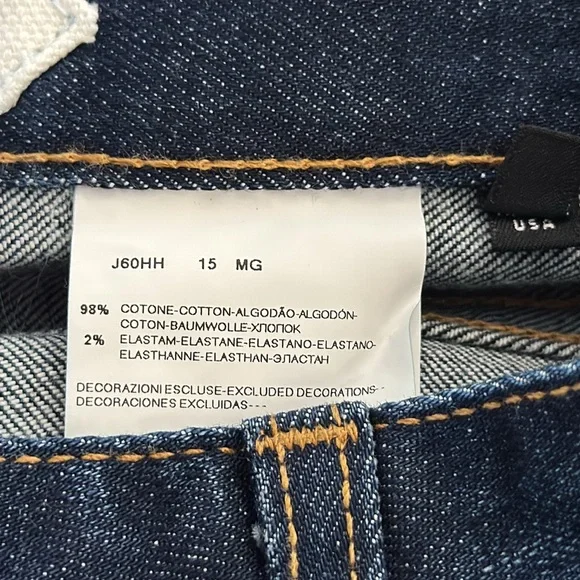 USA
J60HH 15 MG
98% COTONE-COTTON-ALGODÃO-ALGODÓN-
COTON-BAUMWOLLE-ХЛОПОК
2% ELASTAM-ELASTANE-ELASTANO-ELASTANO-
ELASTHANNE-ELASTHAN-ЭЛАСТАН
DECORAZIONI ESCLUSE-EXCLUDED DECORATIONS--
DECORACIONES EXCLUIDAS---